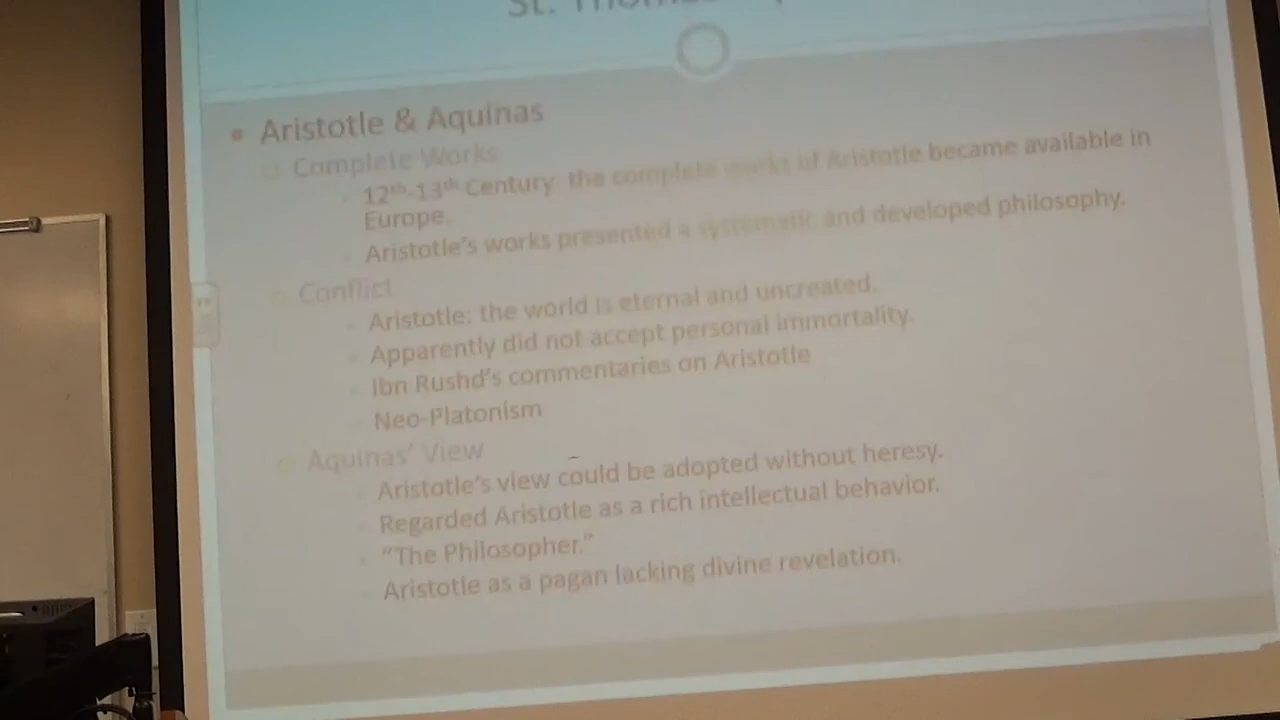 St. Thomas
• Aristotle & Aquinas
Complete Works
12th-13th Century the complete works of Aristotle became available in
Europe.
Aristotle's works presented a systematic and developed philosophy.
Conflict
Aristotle: the world is eternal and uncreated.
Apparently did not accept personal immortality.
Ibn Rushd's commentaries on Aristotle
Neo-Platonism
Aquinas' View
Aristotle's view could be adopted without heresy.
Regarded Aristotle as a rich intellectual behavior.
"The Philosopher."
Aristotle as a pagan lacking divine revelation.